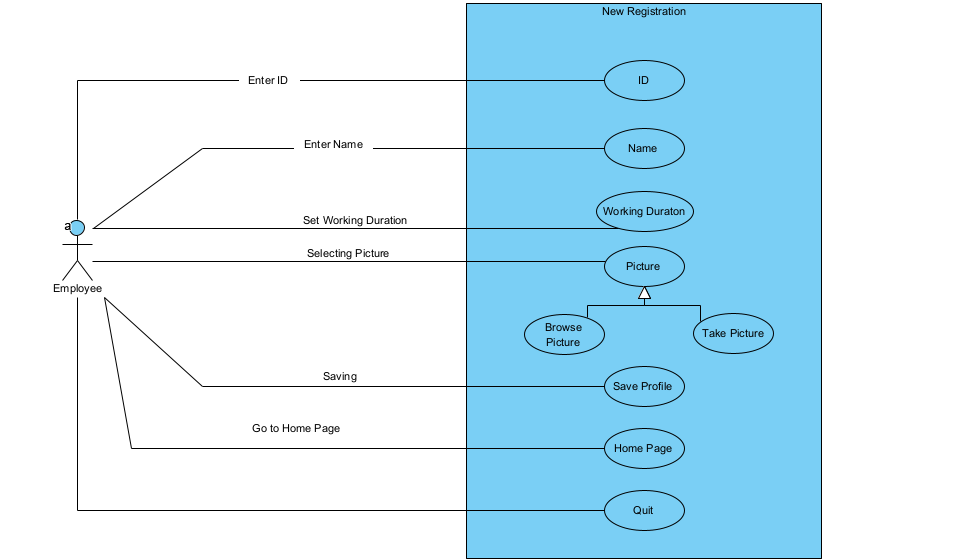 New Registration
Enter ID
ID
Enter Name
Name
a
Set Working Duration
Working Duraton
Selecting Picture
Picture
Employee
Browse
Picture
Take Picture
Saving
Save Profile
Go to Home Page
Home Page
Quit